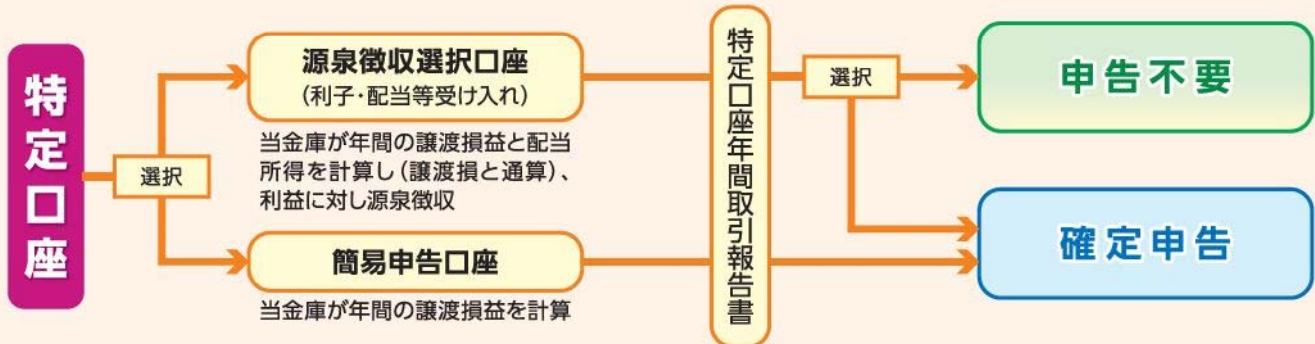 特定口座
選択
源泉徴収選択口座
(利子・配当等受け入れ)
当金庫が年間の譲渡損益と配当
所得を計算し(譲渡損と通算)、
利益に対し源泉徴収
簡易申告口座
当金庫が年間の譲渡損益を計算
特定口座年間取引報告書
選択
申告不要
確定申告